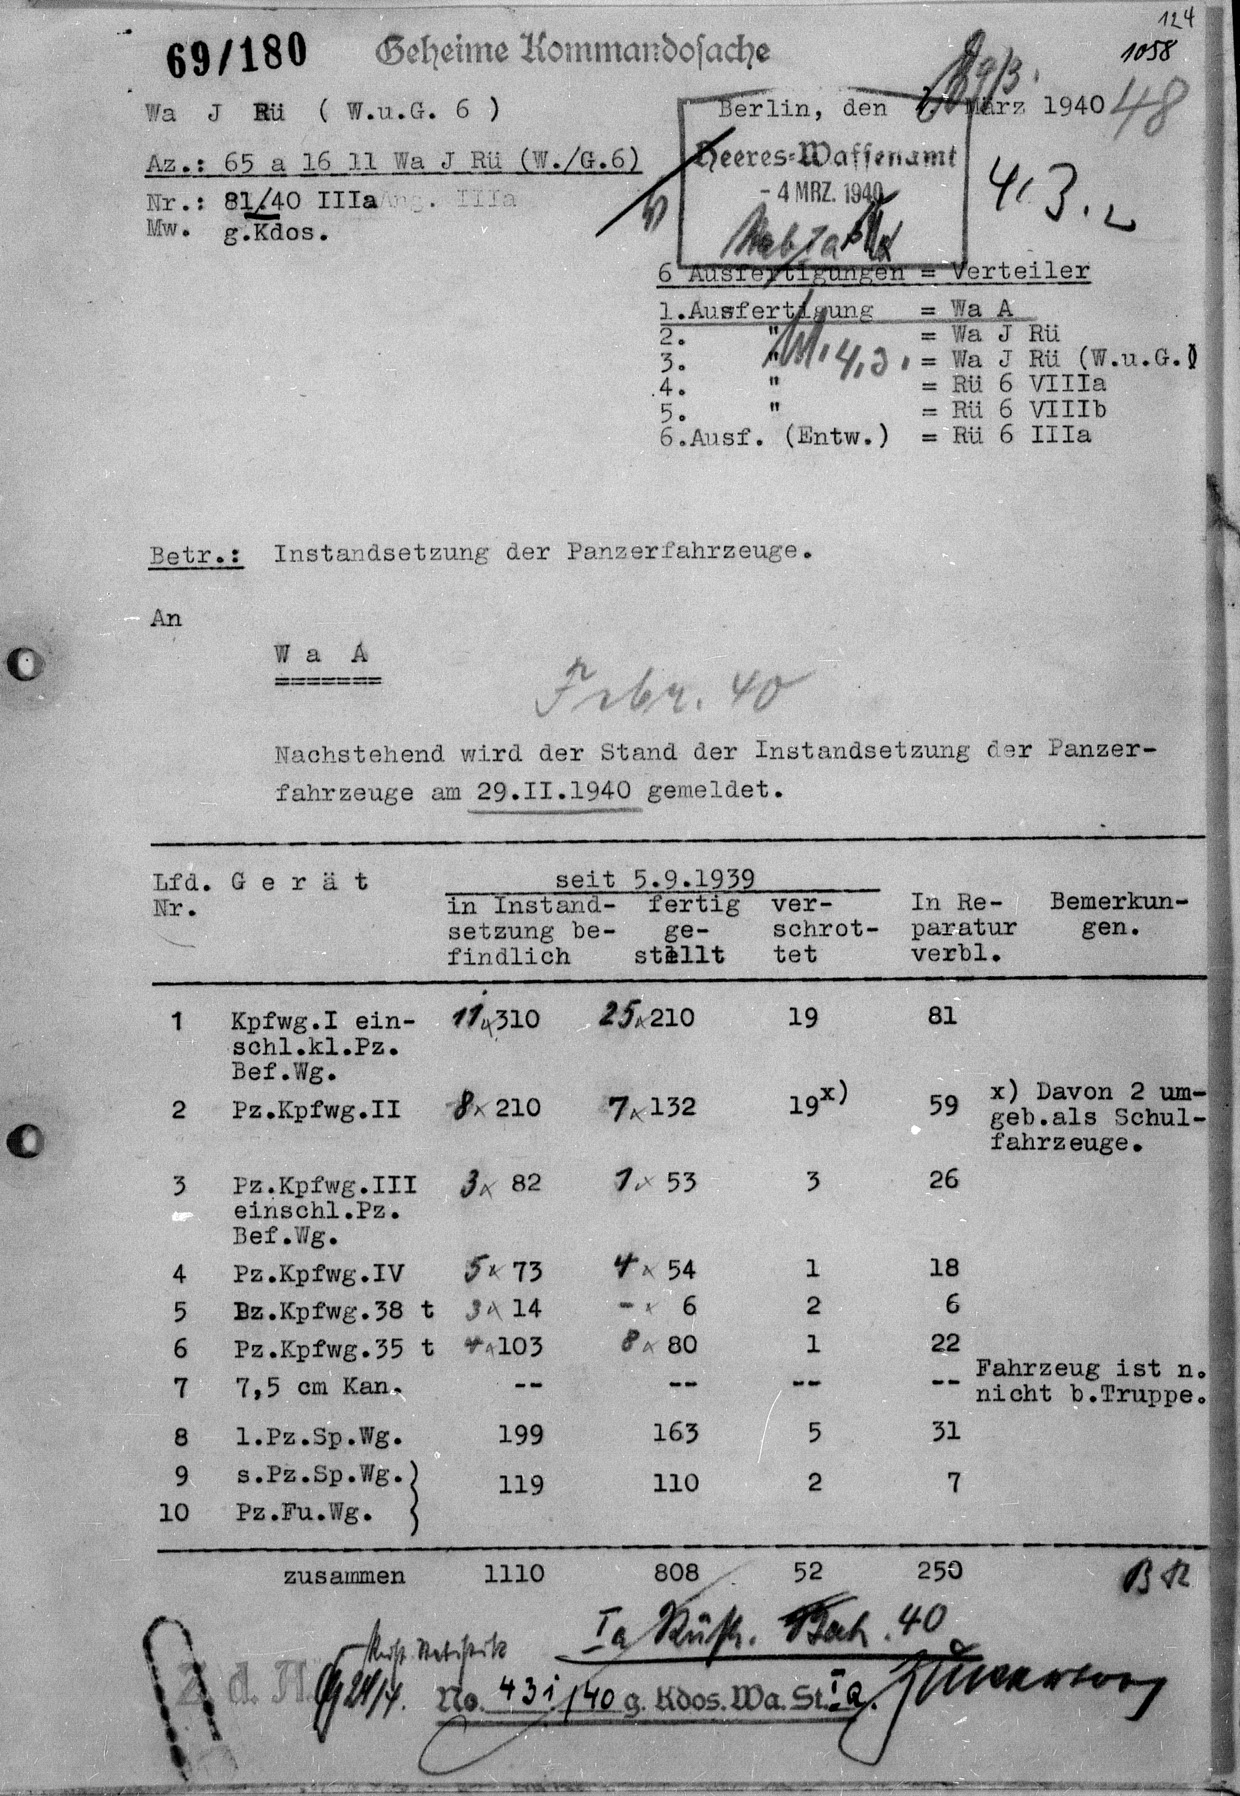 124
69/180 Geheime Kommandosache 1058
Wa J Rü ( W.u.G. 6 ) Berlin, den März 1940 48
Az.: 65 a 16 11 Wa J Rü (W./G.6) Heeres-Waffenamt
- 4 MRZ. 1940 4.3.
Nr.: 81/40 IIIa
Mw. g.Kdos.
6 Ausfertigungen = Verteiler
1.Ausfertigung = Wa A
2. " = Wa J Rü
3. " = Wa J Rü (W.u.G.)
4.3.
4. " = Rü 6 VIIIa
5. " = Rü 6 VIIIb
6.Ausf. (Entw.) = Rü 6 IIIa
Betr.: Instandsetzung der Panzerfahrzeuge.
An
W a A
=======
Febr. 40
Nachstehend wird der Stand der Instandsetzung der Panzer-
fahrzeuge am 29.II.1940 gemeldet.
Lfd. G e r ä t seit 5.9.1939
Nr. in Instand- fertig ver- In Re- Bemerkun-
setzung be- ge- schrot- paratur gen.
findlich stellt tet verbl.
1 Kpfwg.I ein- 11x310 25x210 19 81
schl.kl.Pz.
Bef.Wg.
2 Pz.Kpfwg.II 8x 210 7x132 19x) 59 x) Davon 2 um-
geb.als Schul-
fahrzeuge.
3 Pz.Kpfwg.III 3x 82 1x 53 3 26
einschl.Pz.
Bef.Wg.
4 Pz.Kpfwg.IV 5x 73 4x 54 1 18
5 Pz.Kpfwg.38 t 3x 14 -x 6 2 6
6 Pz.Kpfwg.35 t 4x103 8x 80 1 22
7 7,5 cm Kan. -- -- -- -- Fahrzeug ist n.
nicht b.Truppe.
8 l.Pz.Sp.Wg. 199 163 5 31
9 s.Pz.Sp.Wg.) 119 110 2 7
10 Pz.Fu.Wg. )
zusammen 1110 808 52 250
Ia 40
Z. d. A. 24/4. No. 431/40 g. Kdos. Wa. St. Ia.